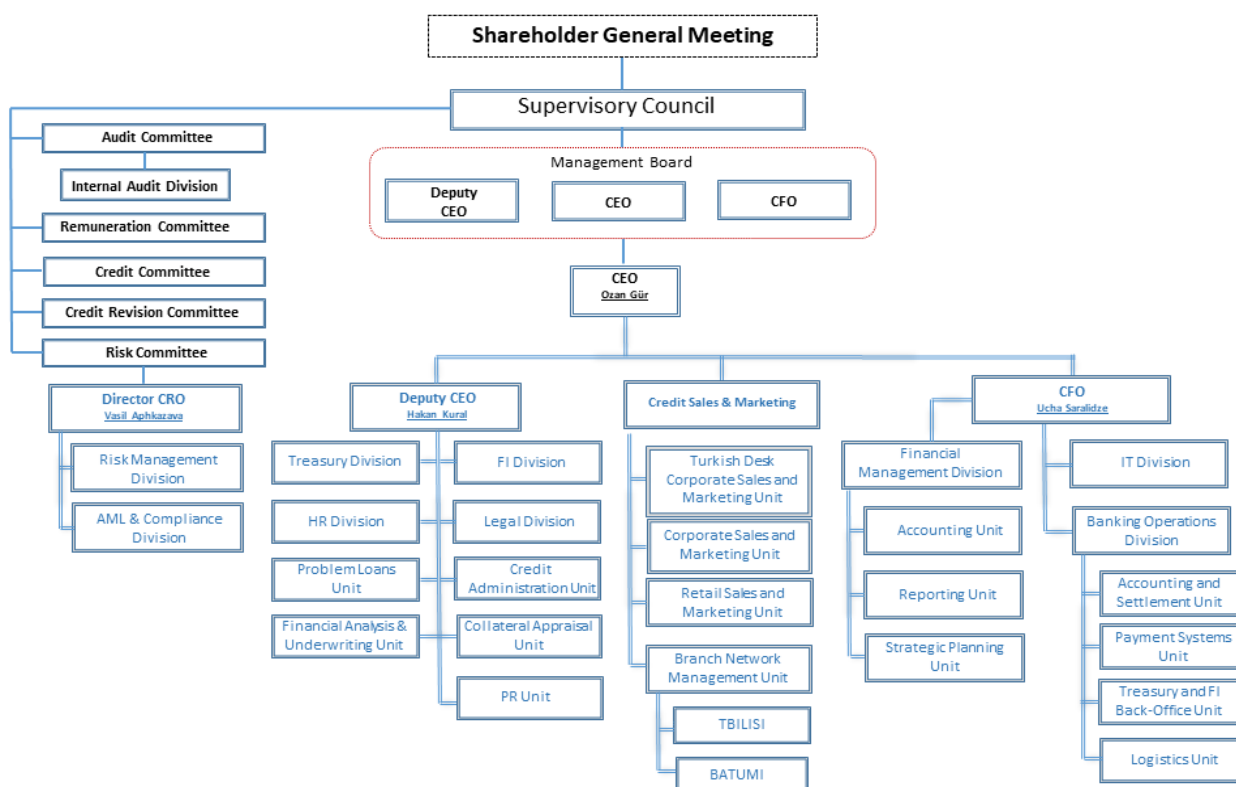 Shareholder General Meeting
Supervisory Council
Audit Committee
Internal Audit Division
Remuneration Committee
Credit Committee
Credit Revision Committee
Risk Committee
Management Board
Deputy
CEO
CEO
CFO
CEO
Ozan Gür
Director CRO
Vasil Aphkazava
Risk Management
Division
AML & Compliance
Division
Deputy CEO
Hakan Kural
Treasury Division
FI Division
HR Division
Legal Division
Problem Loans
Unit
Credit
Administration Unit
Financial Analysis &
Underwriting Unit
Collateral Appraisal
Unit
PR Unit
Credit Sales & Marketing
Turkish Desk
Corporate Sales and
Marketing Unit
Corporate Sales and
Marketing Unit
Retail Sales and
Marketing Unit
Branch Network
Management Unit
TBILISI
BATUMI
CFO
Ucha Saralidze
Financial
Management Division
Accounting Unit
Reporting Unit
Strategic Planning
Unit
IT Division
Banking Operations
Division
Accounting and
Settlement Unit
Payment Systems
Unit
Treasury and FI
Back-Office Unit
Logistics Unit